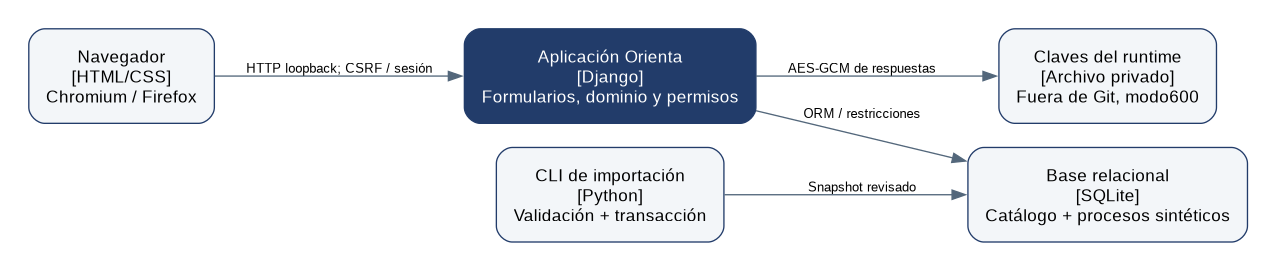 Navegador
[HTML/CSS]
Chromium / Firefox
HTTP loopback; CSRF / sesión
Aplicación Orienta
[Django]
Formularios, dominio y permisos
AES-GCM de respuestas
Claves del runtime
[Archivo privado]
Fuera de Git, modo600
ORM / restricciones
CLI de importación
[Python]
Validación + transacción
Snapshot revisado
Base relacional
[SQLite]
Catálogo + procesos sintéticos